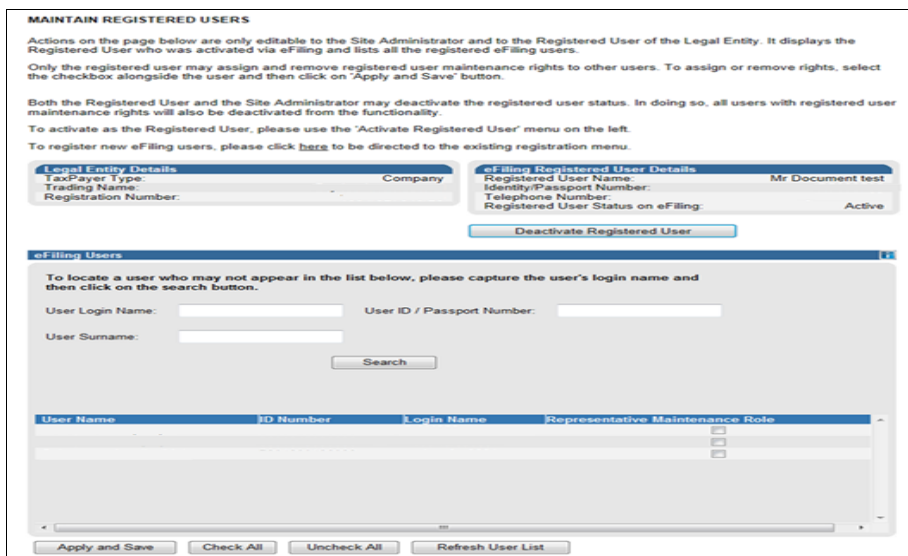 MAINTAIN REGISTERED USERS
Actions on the page below are only editable to the Site Administrator and to the Registered User of the Legal Entity. It displays the
Registered User who was activated via eFiling and lists all the registered eFiling users.
Only the registered user may assign and remove registered user maintenance rights to other users. To assign or remove rights, select
the checkbox alongside the user and then click on 'Apply and Save' button.
Both the Registered User and the Site Administrator may deactivate the registered user status. In doing so, all users with registered user
maintenance rights will also be deactivated from the functionality.
To activate as the Registered User, please use the 'Activate Registered User' menu on the left.
To register new eFiling users, please click here to be directed to the existing registration menu.
Legal Entity Details
TaxPayer Type: Company
Trading Name:
Registration Number:
eFiling Registered User Details
Registered User Name: Mr Document test
Identity/Passport Number:
Telephone Number:
Registered User Status on eFiling: Active
Deactivate Registered User
eFiling Users
To locate a user who may not appear in the list below, please capture the user's login name and
then click on the search button.
User Login Name: User ID / Passport Number:
User Surname:
Search
User Name ID Number Login Name Representative Maintenance Role
Apply and Save Check All Uncheck All Refresh User List